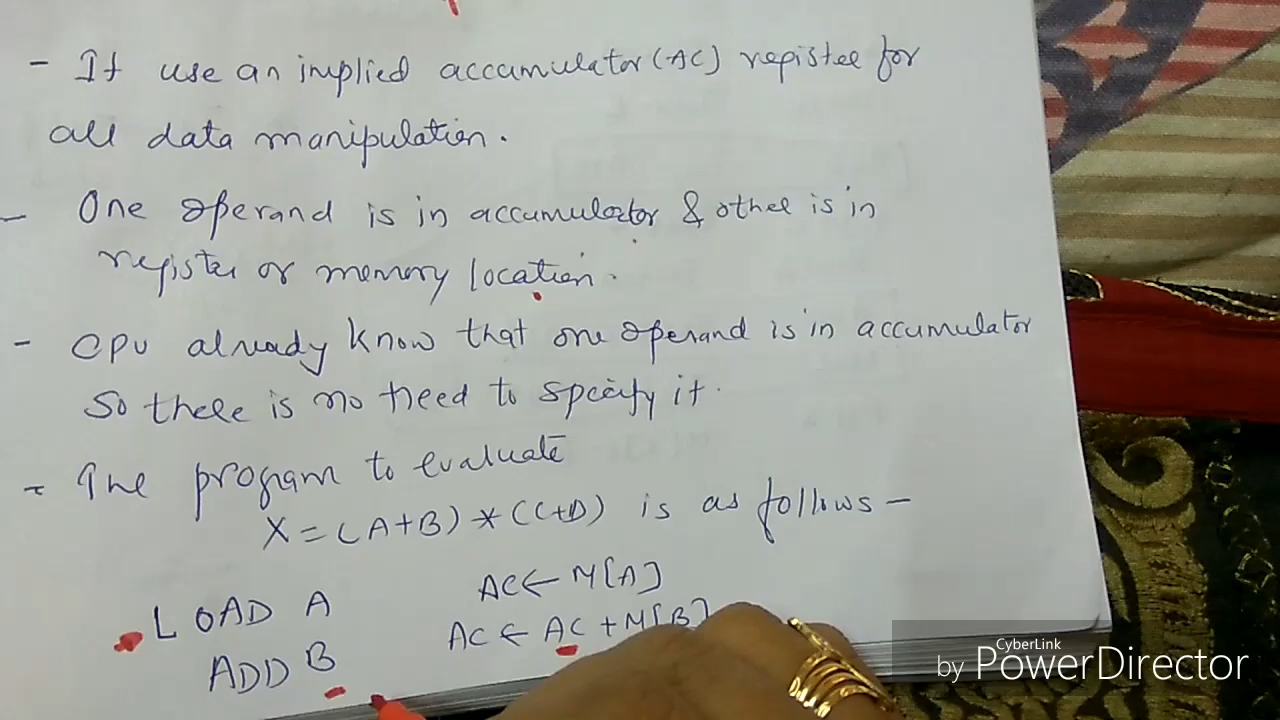 - It use an implied accumulator (AC) register for
all data manipulation.
- One operand is in accumulator & other is in
register or memory location.
- CPU already know that one operand is in accumulator
So there is no need to specify it.
- The program to evaluate
X = (A+B) * (C+D) is as follows -
LOAD A AC ← M[A]
ADD B AC ← AC + M[B]
CyberLink
by PowerDirector